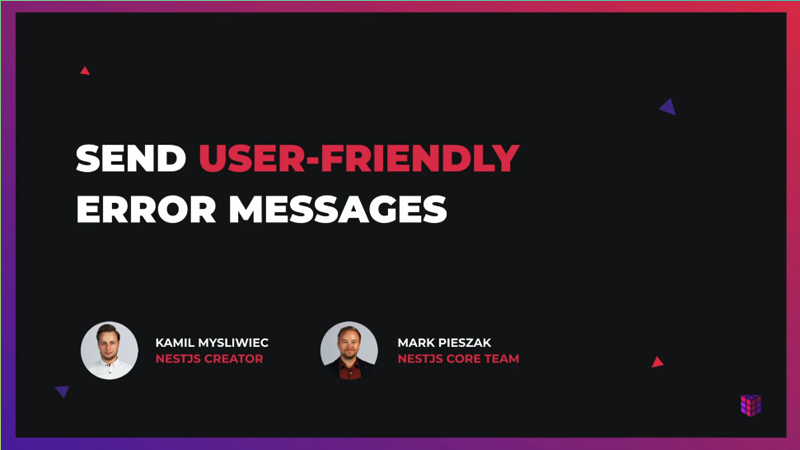 SEND USER-FRIENDLY
ERROR MESSAGES
KAMIL MYSLIWIEC
NESTJS CREATOR
MARK PIESZAK
NESTJS CORE TEAM